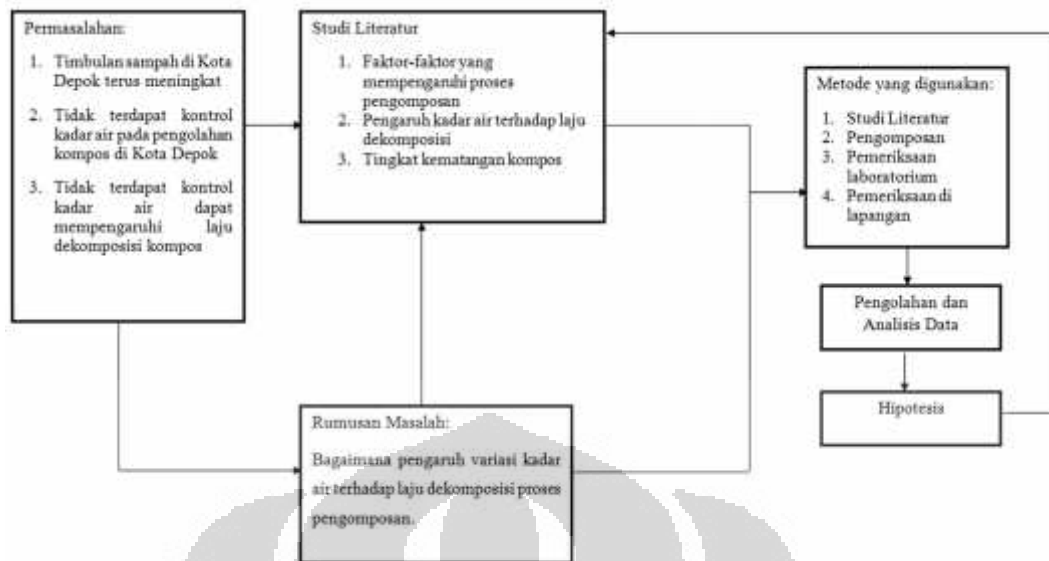 Permasalahan:
1. Timbulan sampah di Kota
Depok terus meningkat
2. Tidak terdapat kontrol
kadar air pada pengolahan
kompos di Kota Depok
3. Tidak terdapat kontrol
kadar air dapat
mempengaruhi laju
dekomposisi kompos
Studi Literatur
1. Faktor-faktor yang
mempengaruhi proses
pengomposan
2. Pengaruh kadar air terhadap laju
dekomposisi
3. Tingkat kematangan kompos
Rumusan Masalah:
Bagaimana pengaruh variasi kadar
air terhadap laju dekomposisi proses
pengomposan.
Metode yang digunakan:
1. Studi Literatur
2. Pengomposan
3. Pemeriksaan
laboratorium
4. Pemeriksaan di
lapangan
Pengolahan dan
Analisis Data
Hipotesis